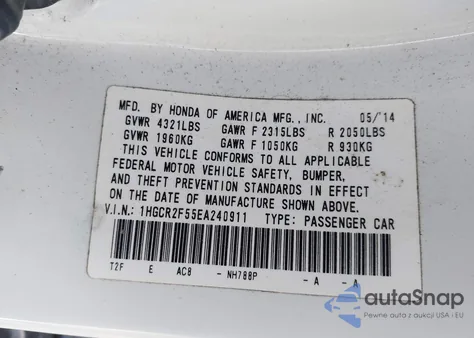 MFD. BY HONDA OF AMERICA MFG., INC. 05/'14
GVWR 4321LBS GAWR F 2315LBS R 2050LBS
GVWR 1960KG GAWR F 1050KG R 930KG
THIS VEHICLE CONFORMS TO ALL APPLICABLE
FEDERAL MOTOR VEHICLE SAFETY, BUMPER,
AND THEFT PREVENTION STANDARDS IN EFFECT
ON THE DATE OF MANUFACTURE SHOWN ABOVE.
V.I.N.: 1HGCR2F55EA240911 TYPE: PASSENGER CAR
T2F E AC8 - NH788P - A - A
autoSnap
Pewne auta z aukcji USA i EU